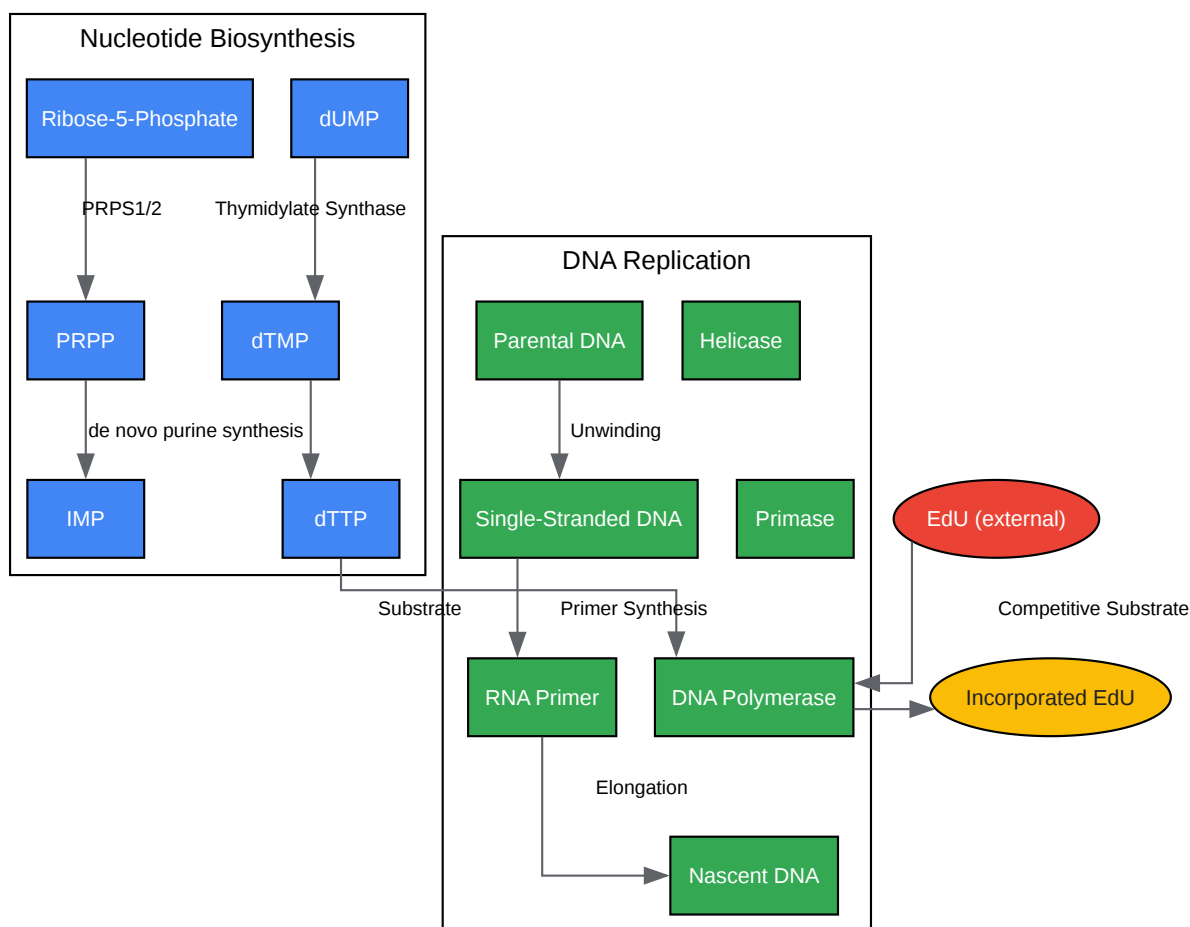 Nucleotide Biosynthesis
Ribose-5-Phosphate
dUMP
PRPS1/2
Thymidylate Synthase
PRPP
dTMP
de novo purine synthesis
IMP
dTTP
DNA Replication
Parental DNA
Helicase
Unwinding
Single-Stranded DNA
Primase
EdU (external)
Substrate
Primer Synthesis
Competitive Substrate
RNA Primer
DNA Polymerase
Incorporated EdU
Elongation
Nascent DNA